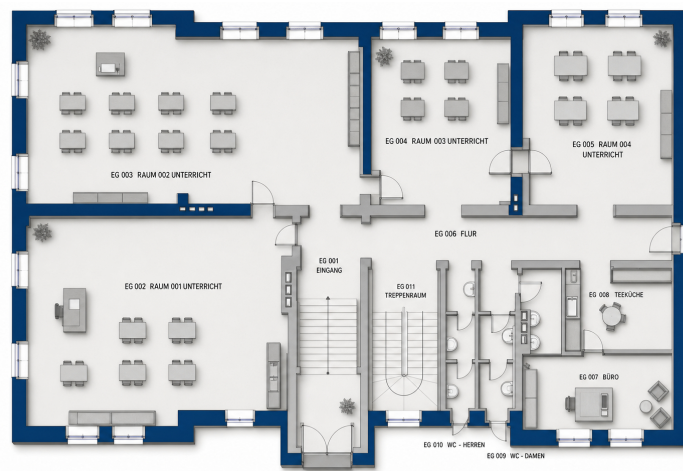 EG 003 RAUM 002 UNTERRICHT
EG 004 RAUM 003 UNTERRICHT
EG 005 RAUM 004
UNTERRICHT
EG 006 FLUR
EG 001
EINGANG
EG 002 RAUM 001 UNTERRICHT
EG 011
TREPPENRAUM
EG 008 TEEKÜCHE
EG 007 BÜRO
EG 010 WC - HERREN
EG 009 WC - DAMEN